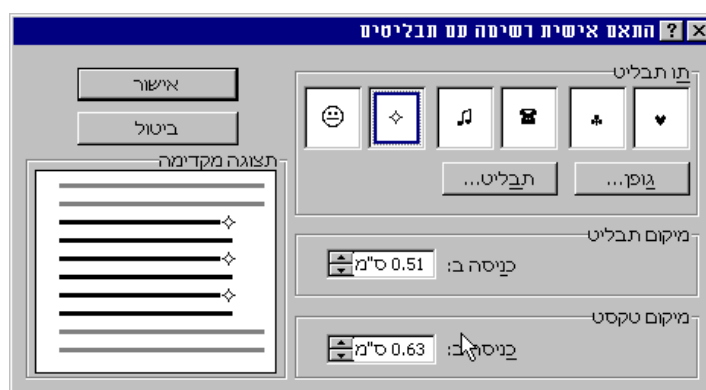 התאם אישית רשימה עם תבליטים
תו תבליט
גופן...
תבליט...
מיקום תבליט
כניסה ב: 0.51 ס"מ
מיקום טקסט
כניסה ב: 0.63 ס"מ
אישור
ביטול
תצוגה מקדימה